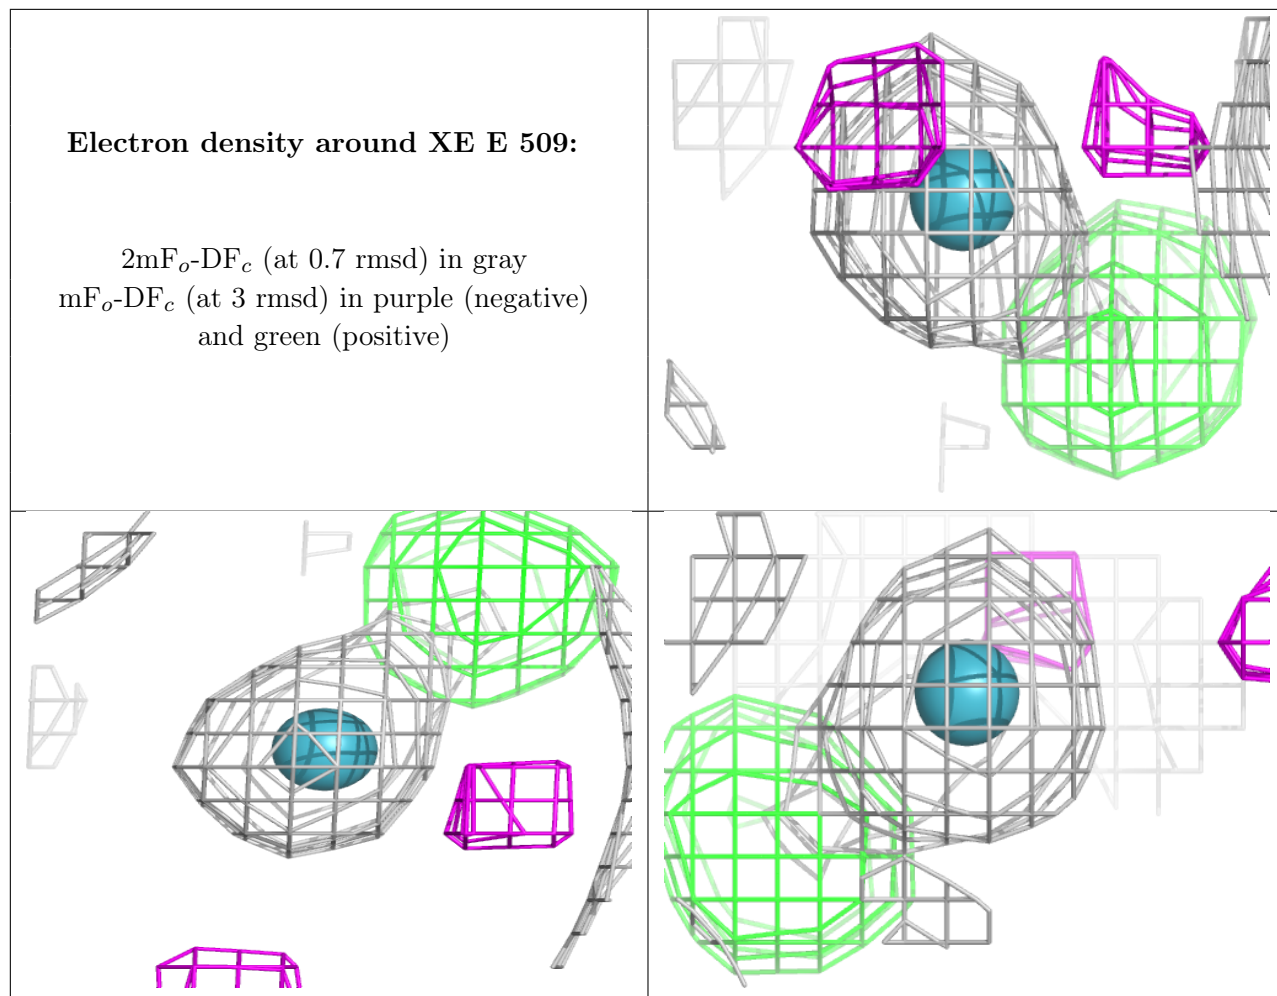 Electron density around XE E 509:
2mFo-DFc (at 0.7 rmsd) in gray
mFo-DFc (at 3 rmsd) in purple (negative)
and green (positive)